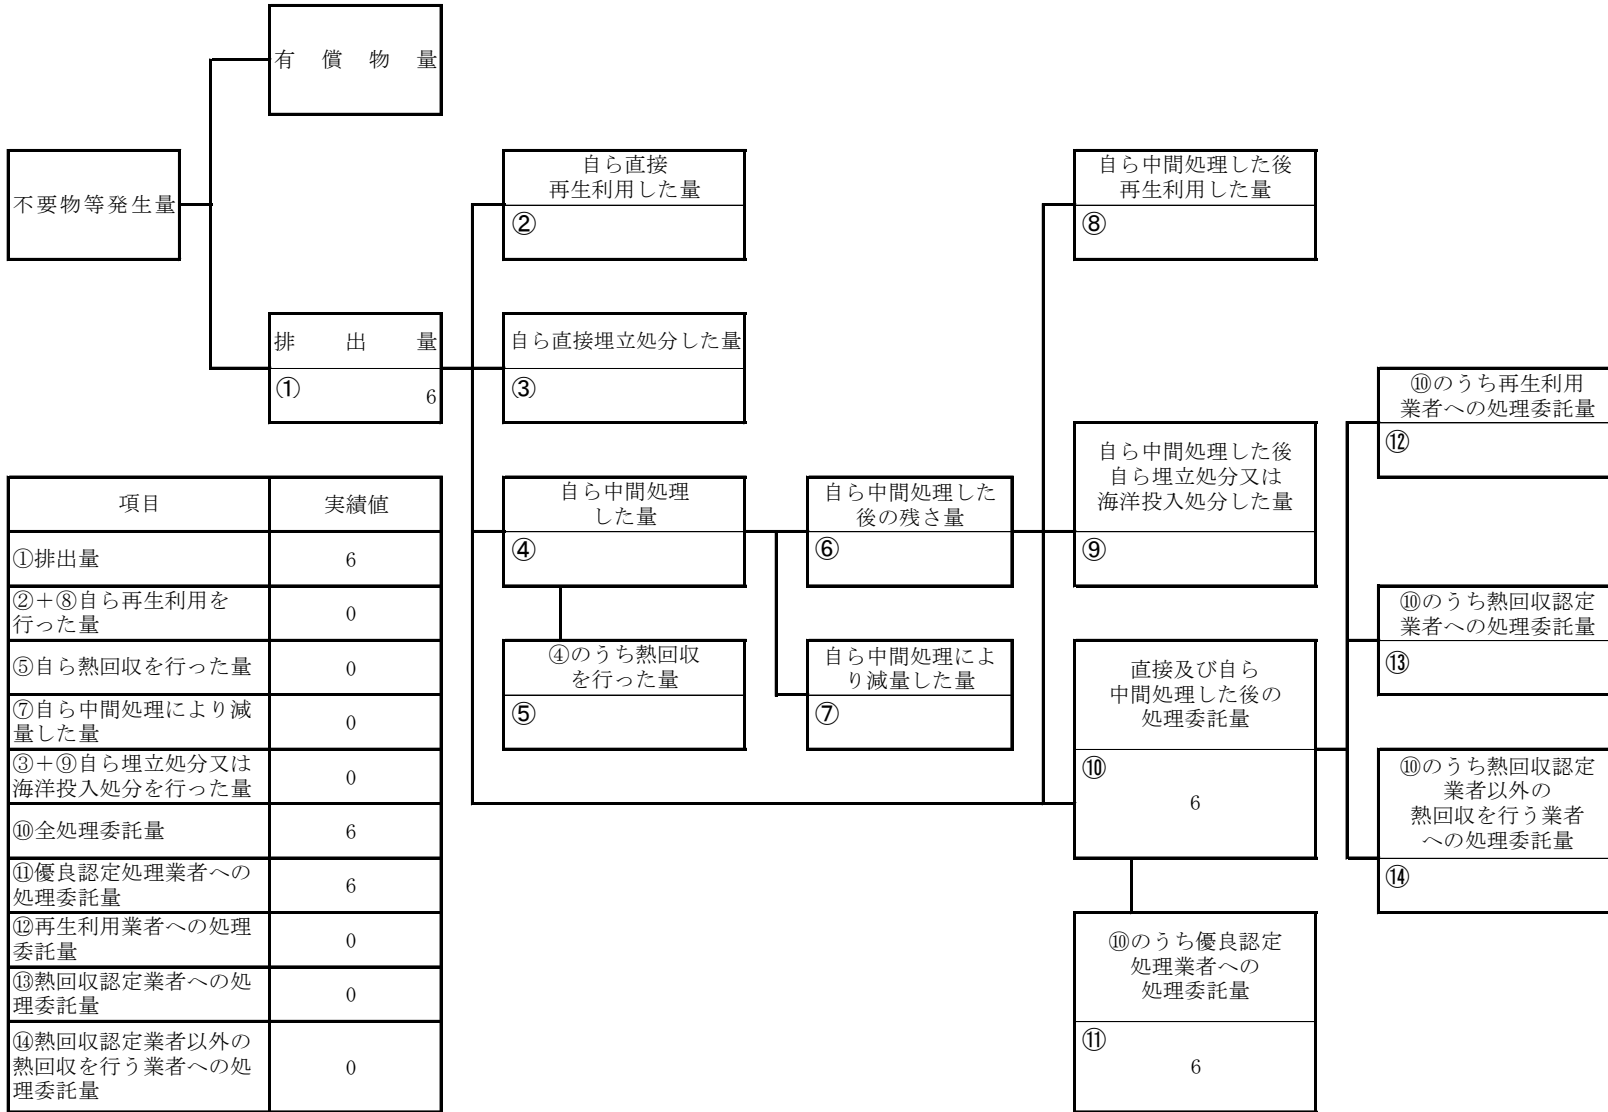 有償物量
不要物等発生量
排出量
①
6
自ら直接
再生利用した量
②
自ら直接埋立処分した量
③
自ら中間処理
した量
④
④のうち熱回収
を行った量
⑤
自ら中間処理した
後の残さ量
⑥
自ら中間処理によ
り減量した量
⑦
自ら中間処理した後
再生利用した量
⑧
自ら中間処理した後
自ら埋立処分又は
海洋投入処分した量
⑨
直接及び自ら
中間処理した後の
処理委託量
⑩
6
⑩のうち優良認定
処理業者への
処理委託量
⑪
6
⑩のうち再生利用
業者への処理委託量
⑫
⑩のうち熱回収認定
業者への処理委託量
⑬
⑩のうち熱回収認定
業者以外の
熱回収を行う業者
への処理委託量
⑭
項目 実績値
①排出量 6
②＋⑧自ら再生利用を
行った量 0
⑤自ら熱回収を行った量 0
⑦自ら中間処理により減
量した量 0
③＋⑨自ら埋立処分又は
海洋投入処分を行った量 0
⑩全処理委託量 6
⑪優良認定処理業者への
処理委託量 6
⑫再生利用業者への処理
委託量 0
⑬熱回収認定業者への処
理委託量 0
⑭熱回収認定業者以外の
熱回収を行う業者への処
理委託量 0